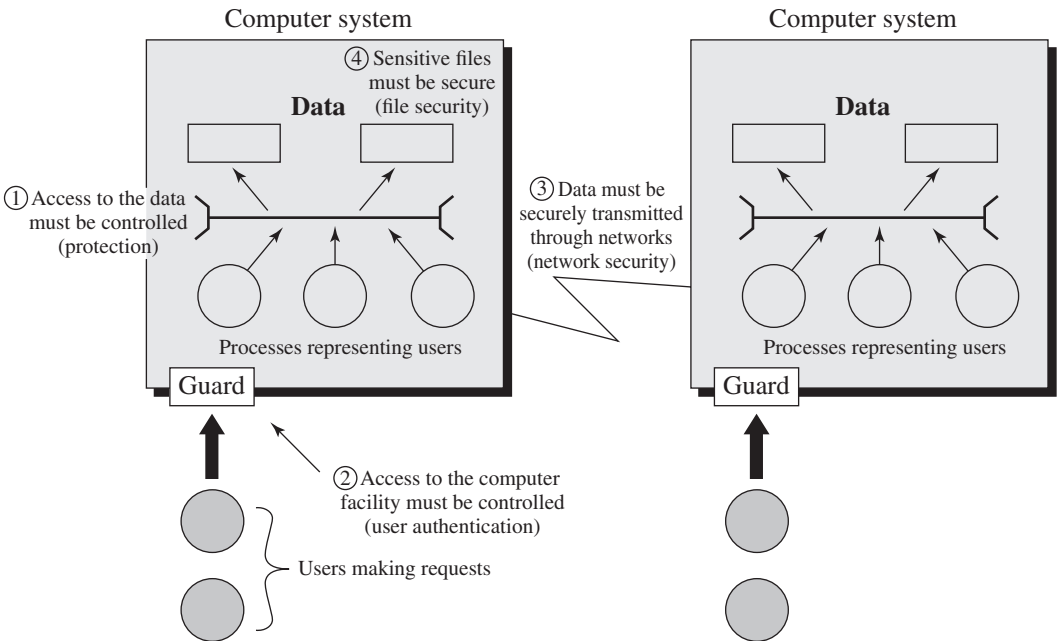 Computer system
Computer system
④ Sensitive files
must be secure
(file security)
Data
Data
① Access to the data
must be controlled
(protection)
③ Data must be
securely transmitted
through networks
(network security)
Processes representing users
Processes representing users
Guard
Guard
② Access to the computer
facility must be controlled
(user authentication)
Users making requests